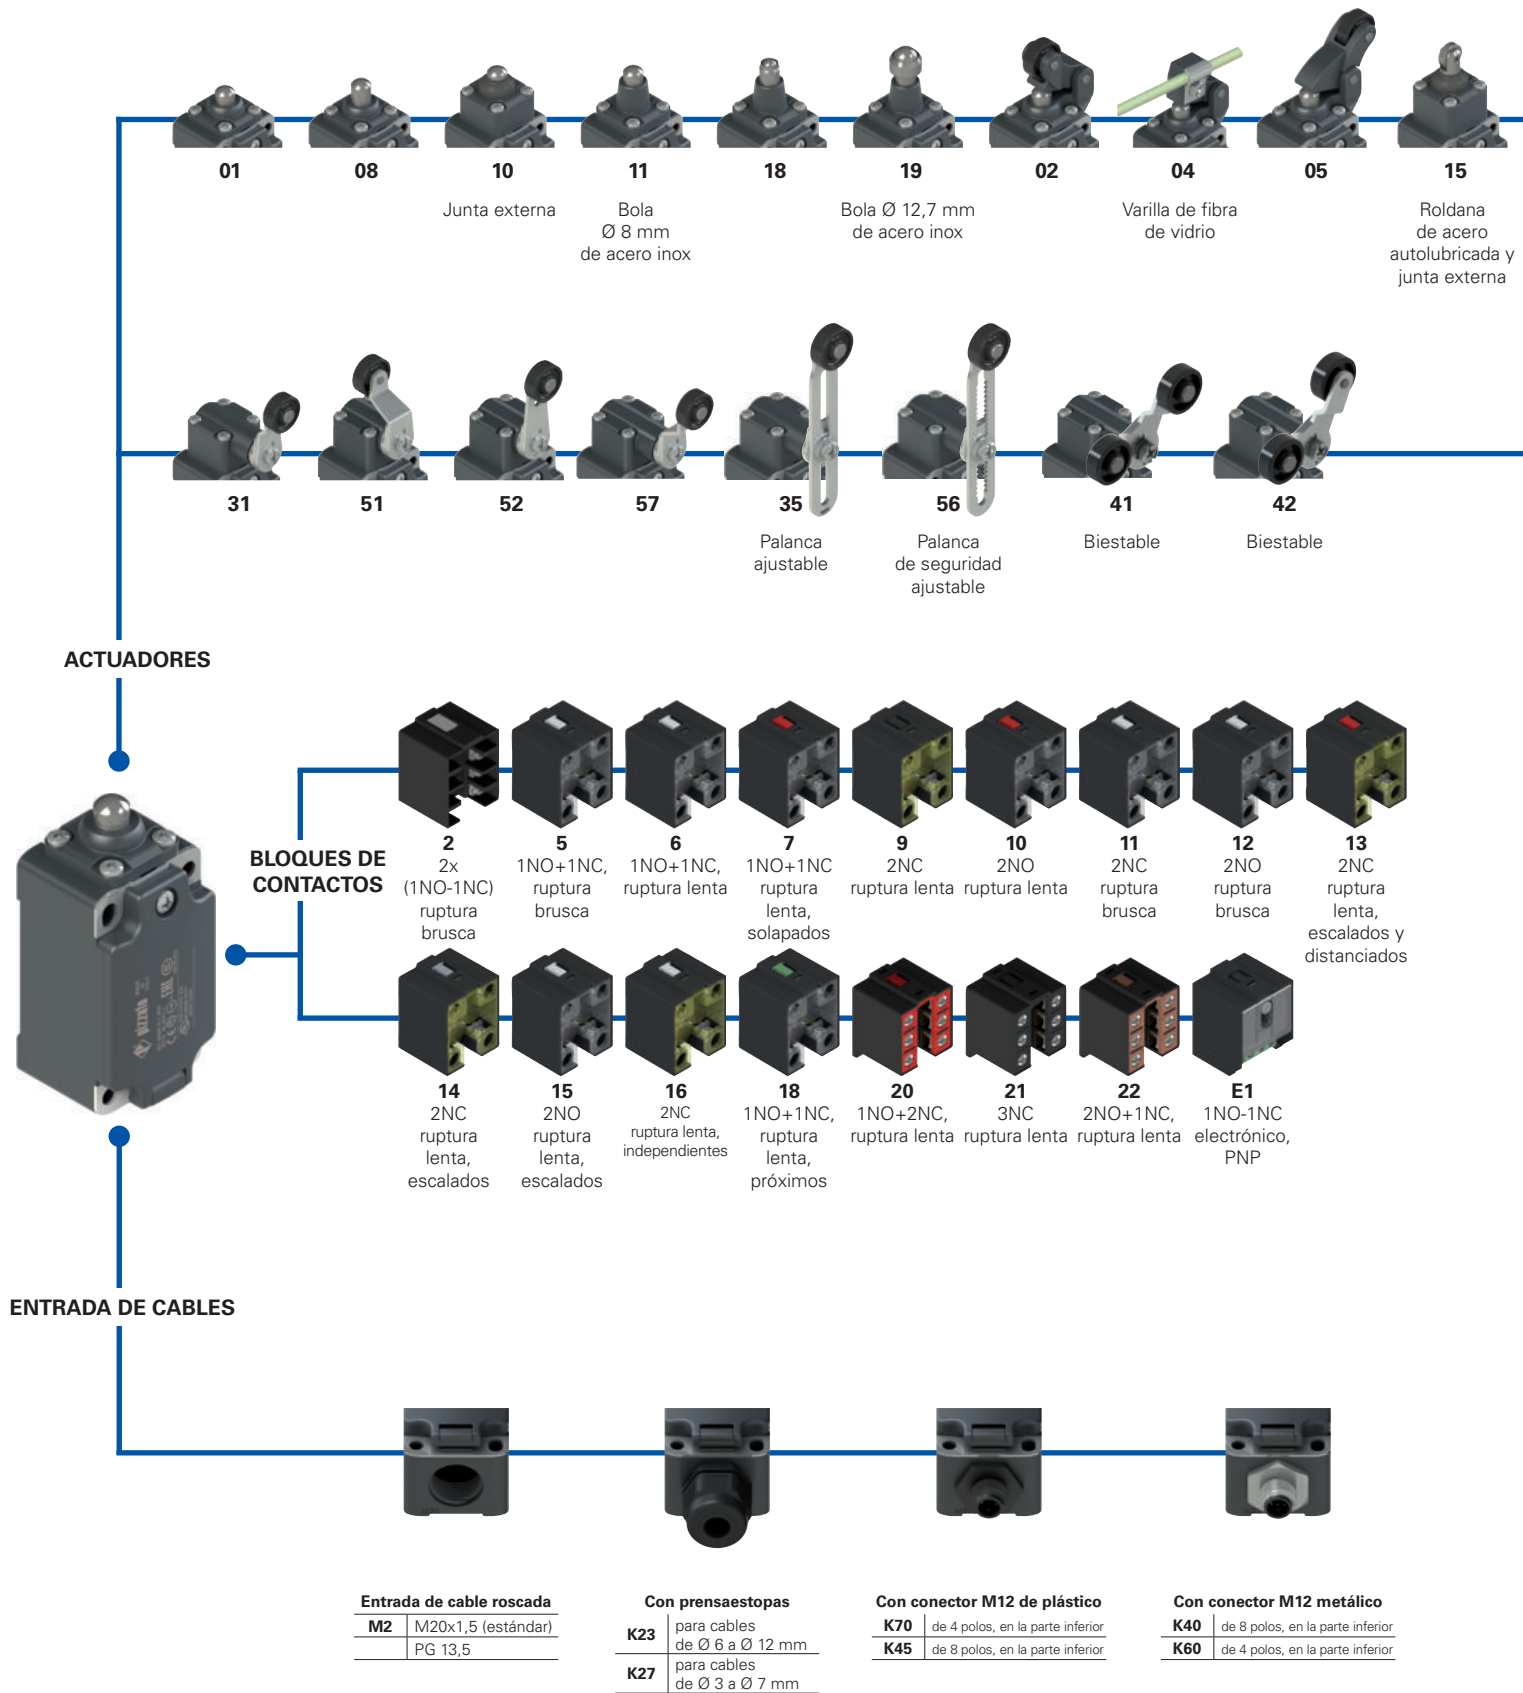 01
08
10
11
18
19
02
04
05
15
Junta externa
Bola
Ø 8 mm
de acero inox
Bola Ø 12,7 mm
de acero inox
Varilla de fibra
de vidrio
Roldana
de acero
autolubricada y
junta externa
31
51
52
57
35
56
41
42
Palanca
ajustable
Palanca
de seguridad
ajustable
Biestable
Biestable
ACTUADORES
BLOQUES DE
CONTACTOS
2
2x
(1NO-1NC)
ruptura
brusca
5
1NO+1NC,
ruptura
brusca
6
1NO+1NC,
ruptura lenta
7
1NO+1NC
ruptura
lenta,
solapados
9
2NC
ruptura lenta
10
2NO
ruptura lenta
11
2NC
ruptura
brusca
12
2NO
ruptura
brusca
13
2NC
ruptura
lenta,
escalados y
distanciados
pizzato
14
2NC
ruptura
lenta,
escalados
15
2NO
ruptura
lenta,
escalados
16
2NC
ruptura lenta,
independientes
18
1NO+1NC,
ruptura
lenta,
próximos
20
1NO+2NC,
ruptura lenta
21
3NC
ruptura lenta
22
2NO+1NC,
ruptura lenta
E1
1NO-1NC
electrónico,
PNP
ENTRADA DE CABLES
Entrada de cable roscada
M2 M20x1,5 (estándar)
PG 13,5
Con prensaestopas
K23 para cables
de Ø 6 a Ø 12 mm
K27 para cables
de Ø 3 a Ø 7 mm
Con conector M12 de plástico
K70 de 4 polos, en la parte inferior
K45 de 8 polos, en la parte inferior
Con conector M12 metálico
K40 de 8 polos, en la parte inferior
K60 de 4 polos, en la parte inferior